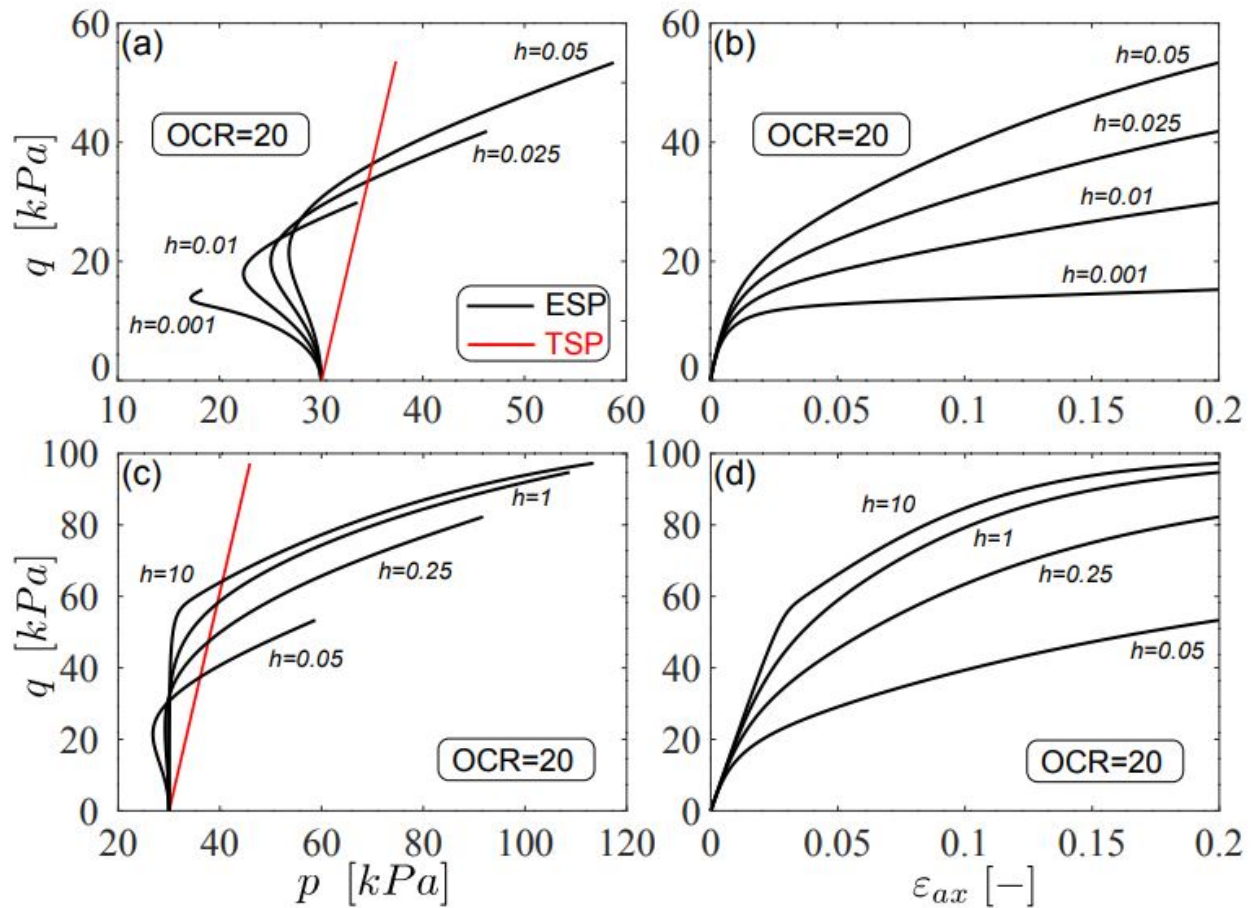 (a)
60
40
20
0
q [kPa]
OCR=20
h=0.05
h=0.025
h=0.01
h=0.001
ESP
TSP
10
20
30
40
50
60
(b)
60
40
20
0
OCR=20
h=0.05
h=0.025
h=0.01
h=0.001
0
0.05
0.1
0.15
0.2
(c)
100
80
60
40
20
0
q [kPa]
h=10
h=1
h=0.25
h=0.05
OCR=20
20
40
60
80
100
120
p [kPa]
(d)
100
80
60
40
20
0
h=10
h=1
h=0.25
h=0.05
OCR=20
0
0.05
0.1
0.15
0.2
εax [−]